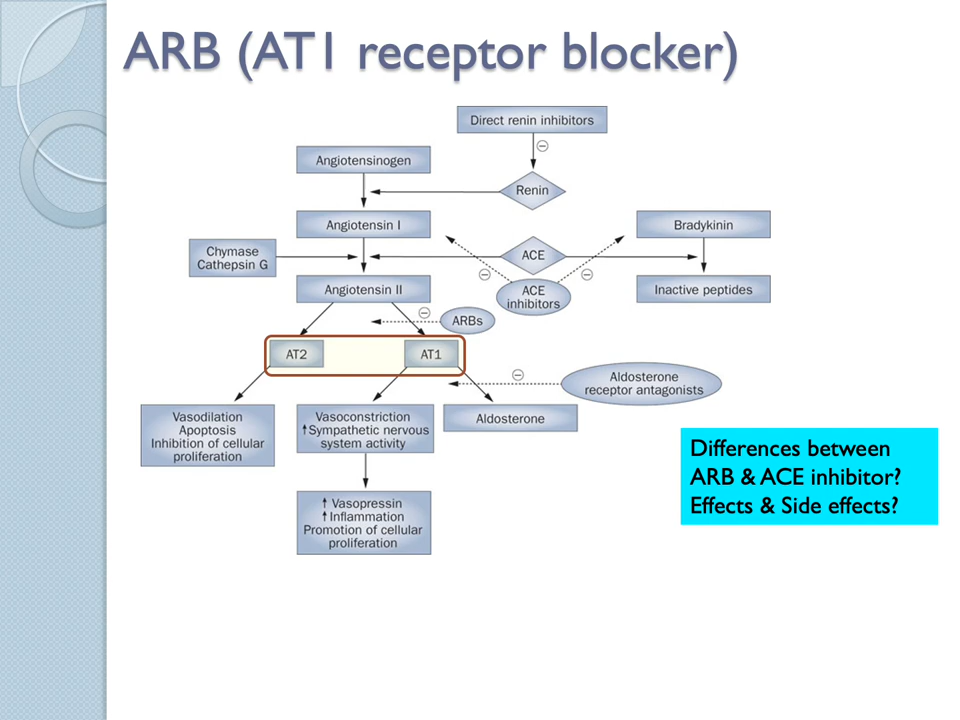 ARB (AT1 receptor blocker)
Direct renin inhibitors
Angiotensinogen
Renin
Angiotensin I
Bradykinin
Chymase
Cathepsin G
ACE
Angiotensin II
ACE
inhibitors
Inactive peptides
ARBs
AT2
AT1
Aldosterone
receptor antagonists
Vasodilation
Apoptosis
Inhibition of cellular
proliferation
Vasoconstriction
↑Sympathetic nervous
system activity
Aldosterone
Differences between
ARB & ACE inhibitor?
Effects & Side effects?
↑ Vasopressin
↑ Inflammation
Promotion of cellular
proliferation